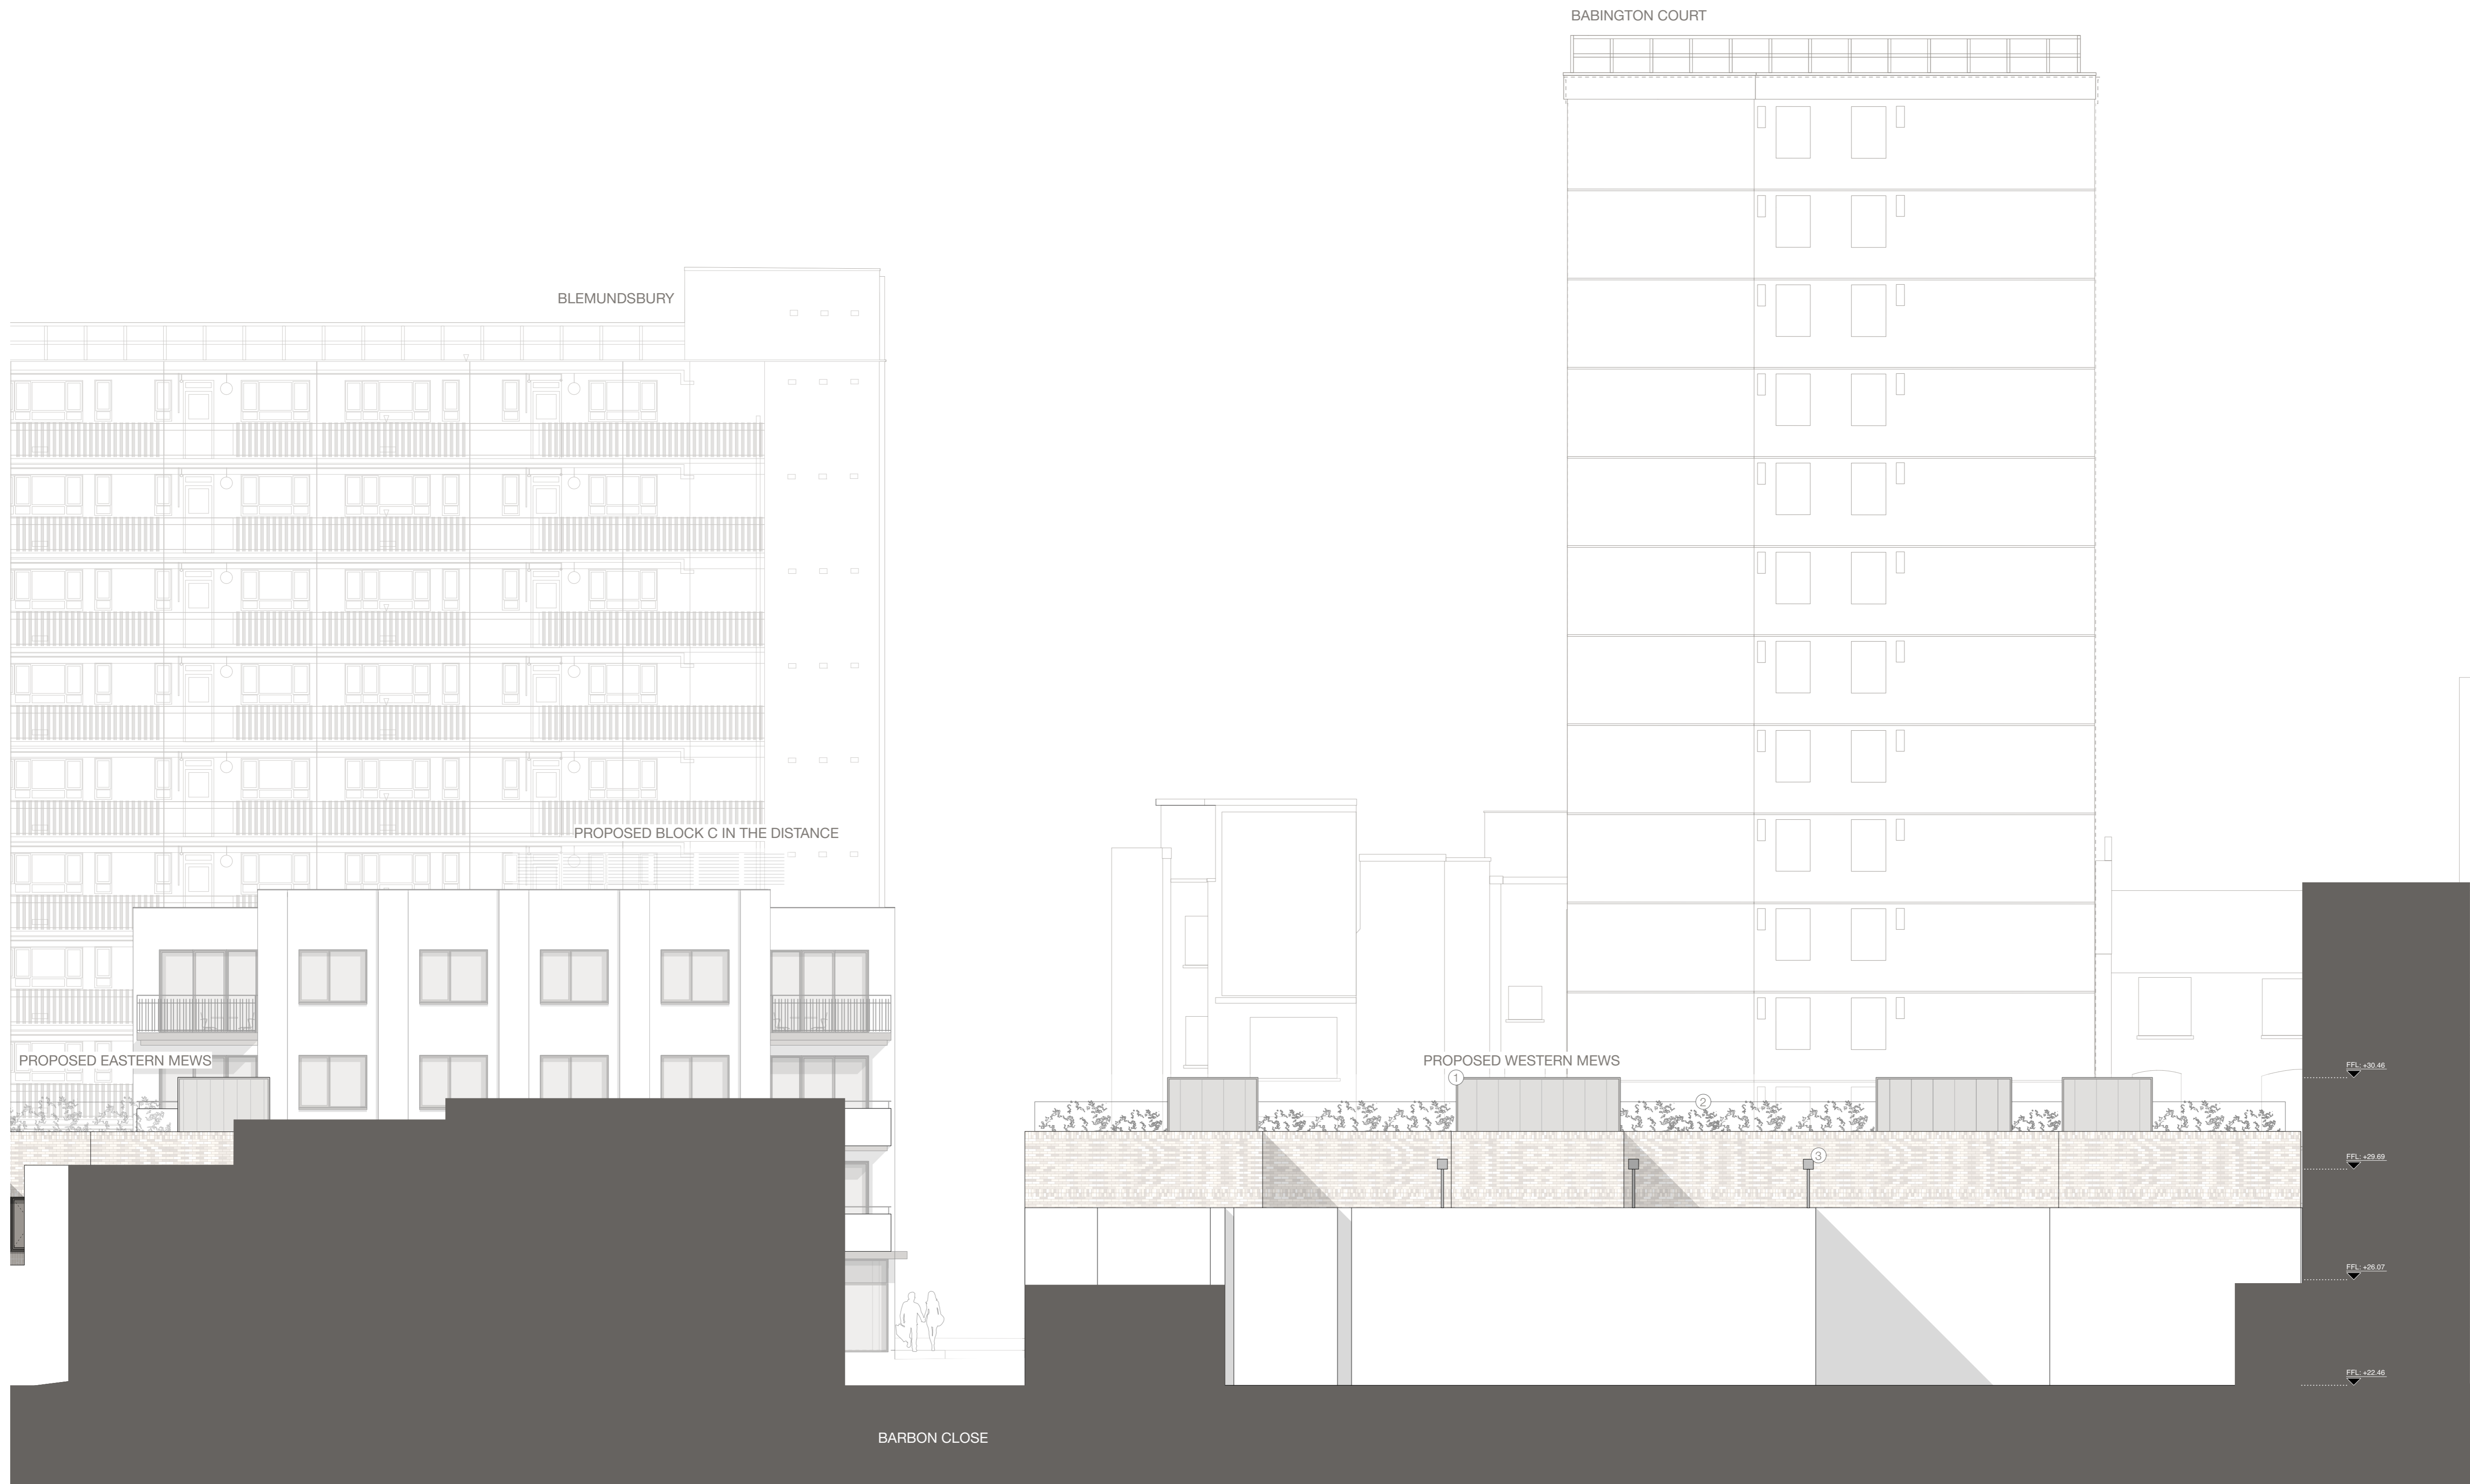 BABINGTON COURT
BLEMUNDSBURY
PROPOSED BLOCK C IN THE DISTANCE
PROPOSED EASTERN MEWS
PROPOSED WESTERN MEWS
1
2
3
FFL: +30.46
FFL: +29.69
FFL: +26.07
FFL: +22.46
BARBON CLOSE